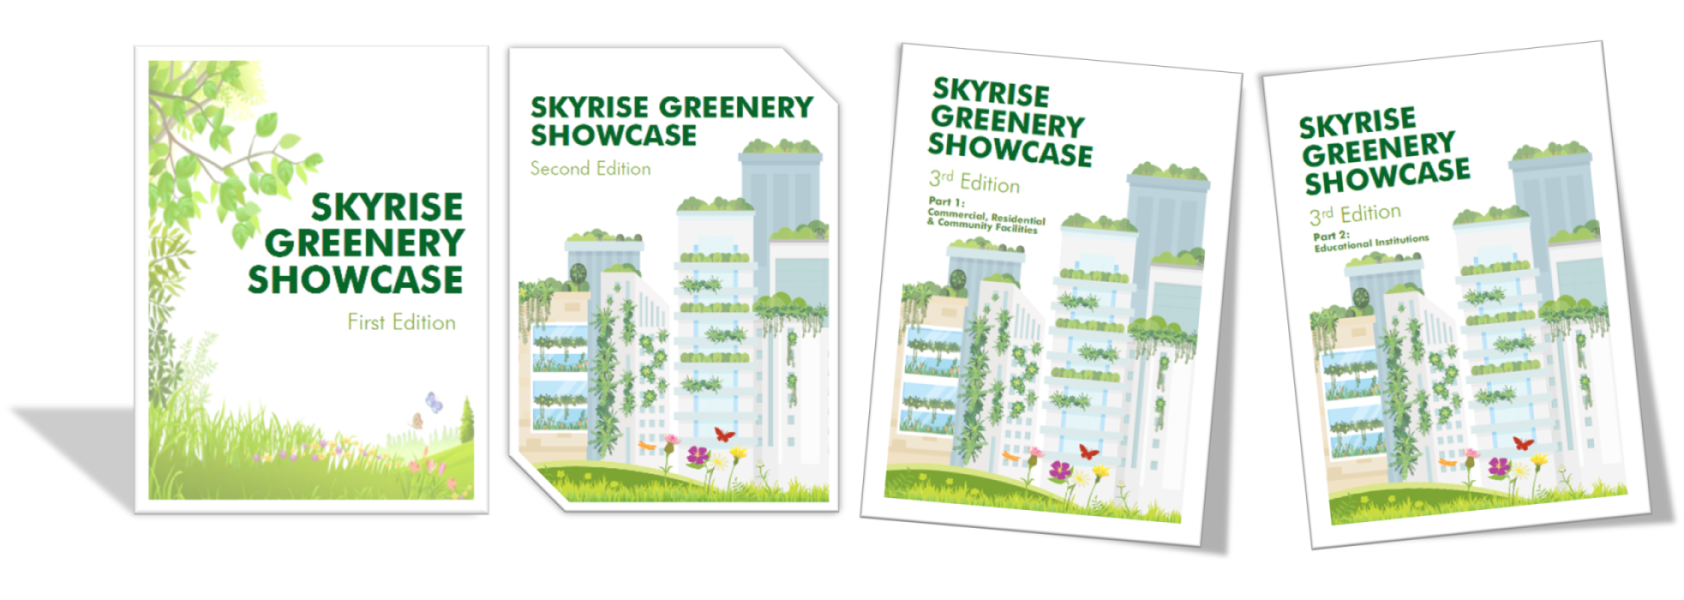 SKYRISE
GREENERY
SHOWCASE
First Edition
SKYRISE GREENERY
SHOWCASE
Second Edition
SKYRISE
GREENERY
SHOWCASE
3rd Edition
Part 1:
Commercial, Residential
& Community Facilities
SKYRISE
GREENERY
SHOWCASE
3rd Edition
Part 2:
Educational Institutions